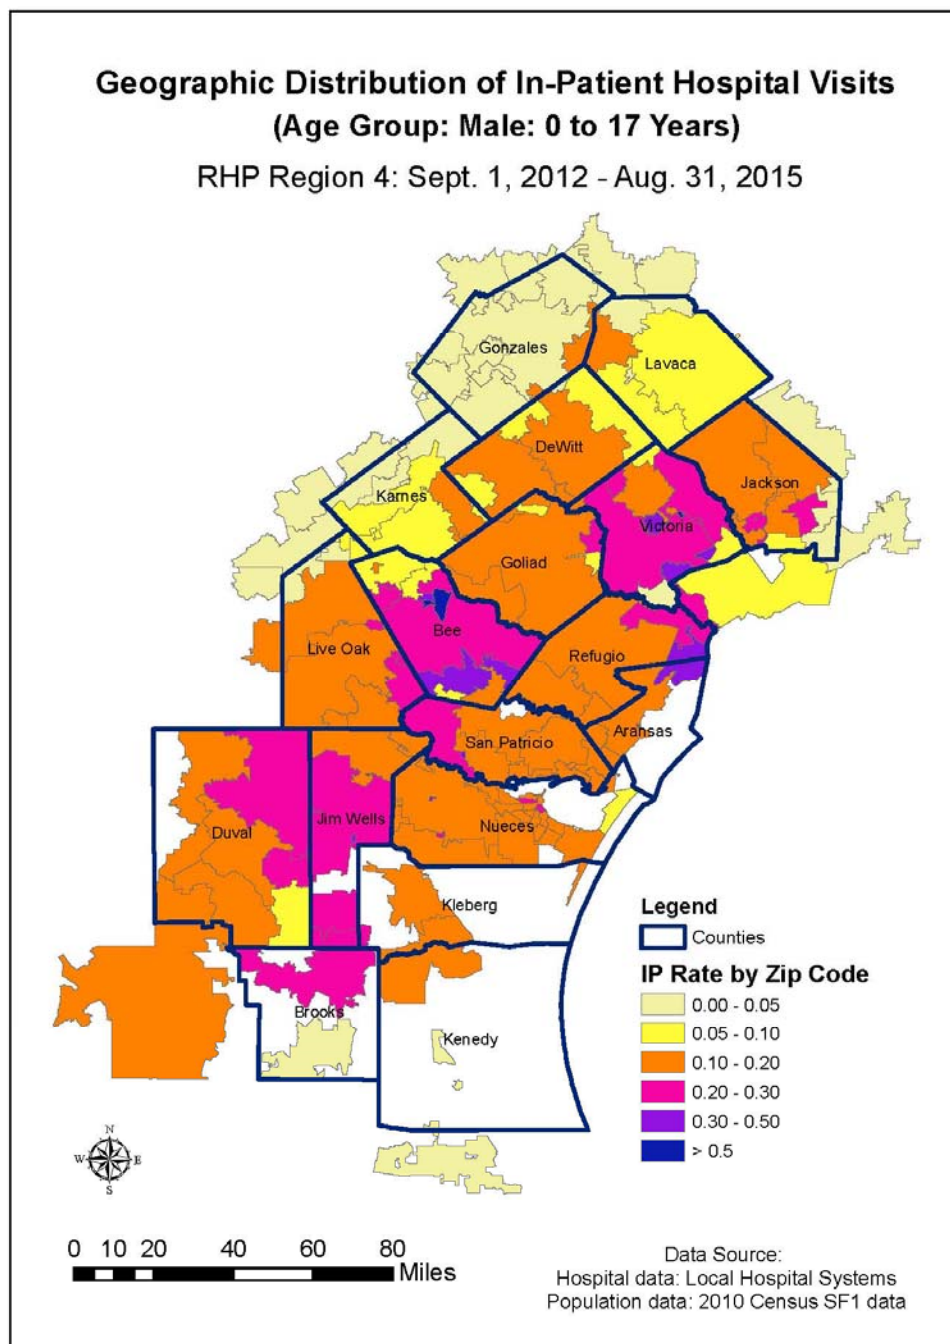 Geographic Distribution of In-Patient Hospital Visits
(Age Group: Male: 0 to 17 Years)
RHP Region 4: Sept. 1, 2012 - Aug. 31, 2015
Gonzales
Lavaca
DeWitt
Jackson
Karnes
Victoria
Goliad
Bee
Live Oak
Refugio
Aransas
San Patricio
Jim Wells
Nueces
Duval
Kleberg
Brooks
Kenedy
Legend
Counties
IP Rate by Zip Code
0.00 - 0.05
0.05 - 0.10
0.10 - 0.20
0.20 - 0.30
0.30 - 0.50
> 0.5
N
W E
S
0 10 20 40 60 80
Miles
Data Source:
Hospital data: Local Hospital Systems
Population data: 2010 Census SF1 data